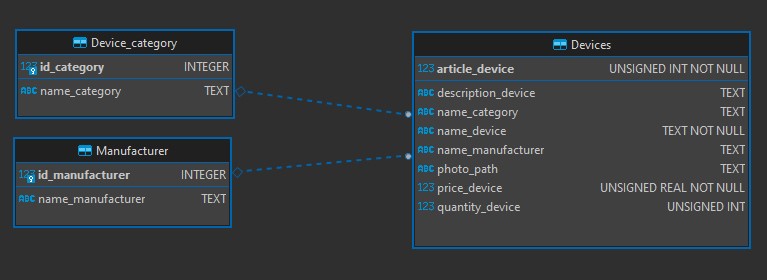 Device_category
123 id_category INTEGER
ABC name_category TEXT
Manufacturer
123 id_manufacturer INTEGER
ABC name_manufacturer TEXT
Devices
123 article_device UNSIGNED INT NOT NULL
ABC description_device TEXT
ABC name_category TEXT
ABC name_device TEXT NOT NULL
ABC name_manufacturer TEXT
ABC photo_path TEXT
123 price_device UNSIGNED REAL NOT NULL
123 quantity_device UNSIGNED INT